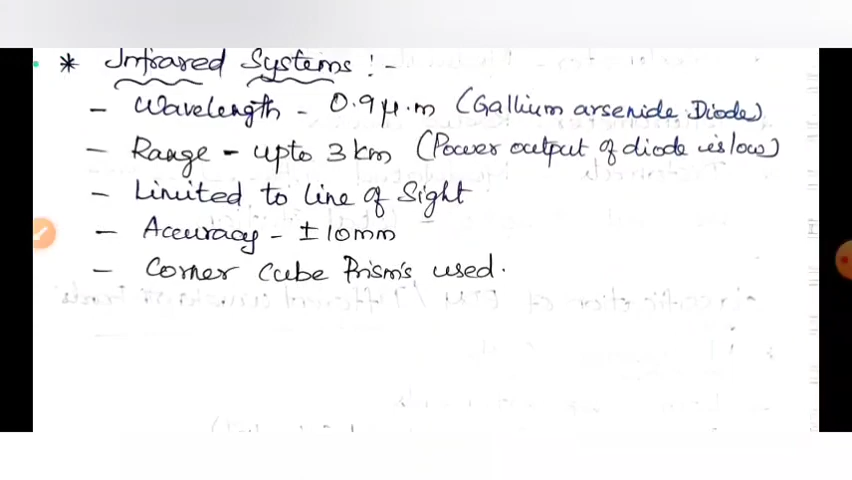 * Infrared Systems :-
- Wavelength - 0.9 μ.m (Gallium arsenide Diode)
- Range - upto 3 km (Power output of diode is low)
- Limited to line of Sight
- Accuracy - ± 10mm
- Corner Cube Prism's used.